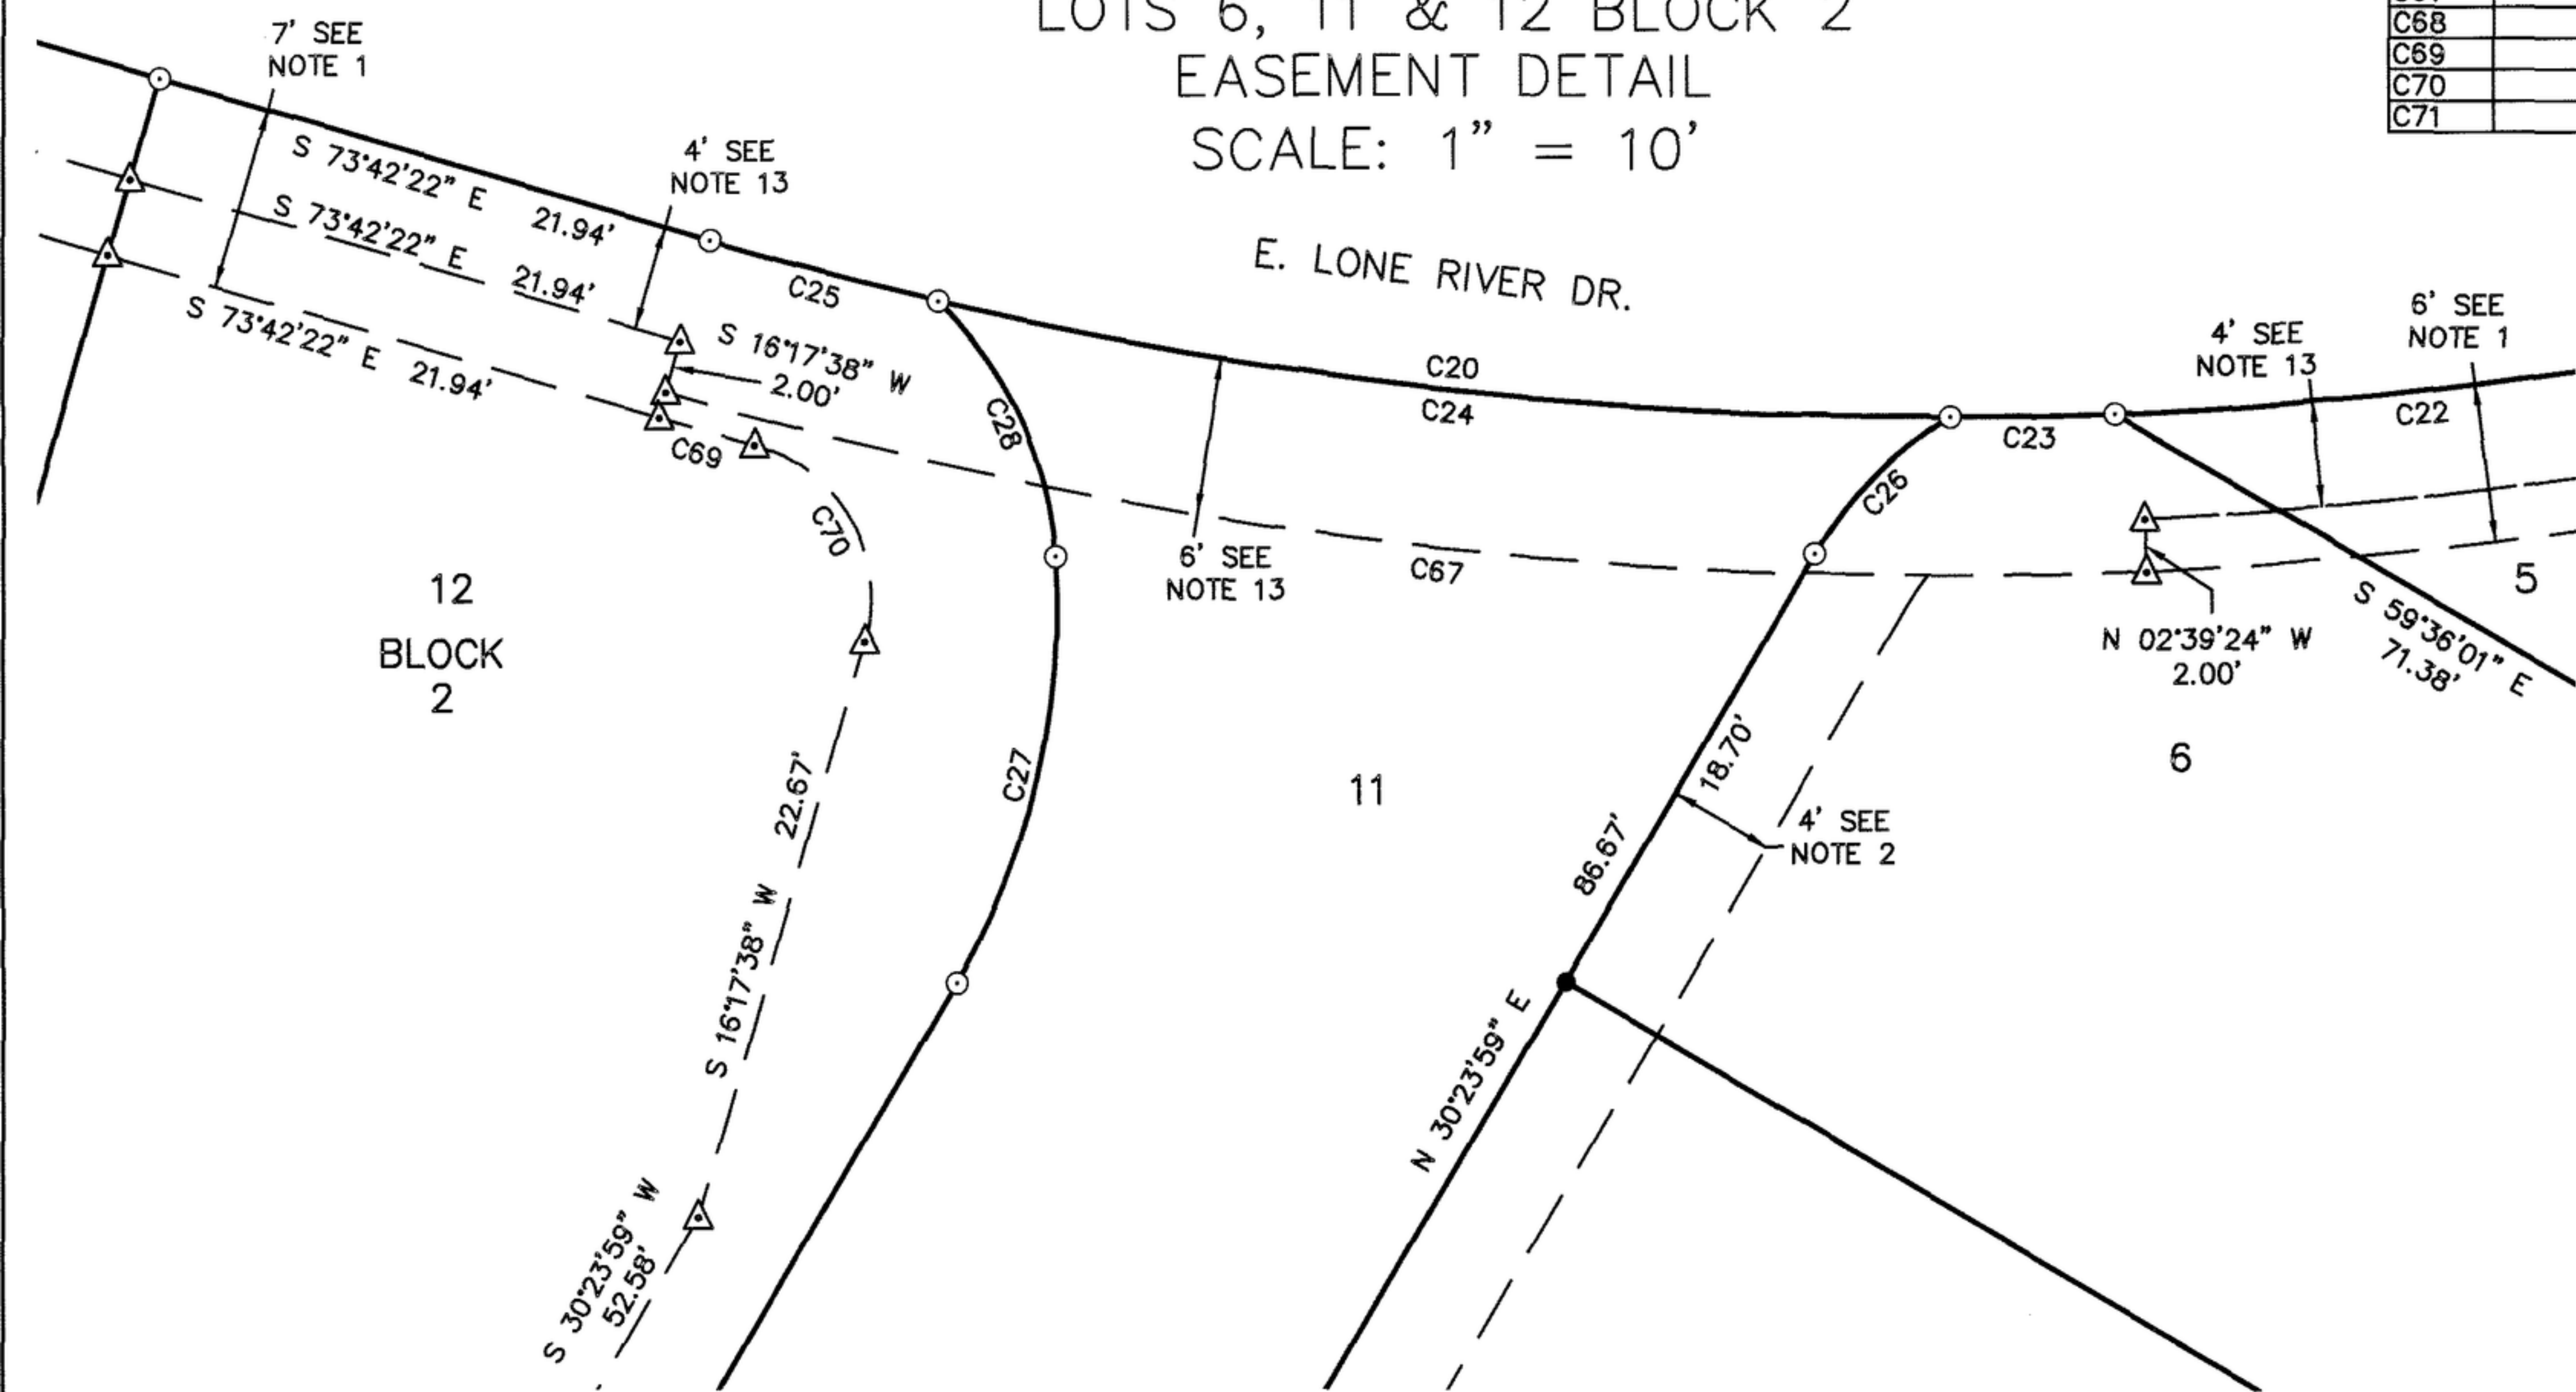 LOTS 6, 11 & 12 BLOCK 2
EASEMENT DETAIL
SCALE: 1" = 10'
C68
C69
C70
C71
7' SEE
NOTE 1
S 73°42'22" E 21.94'
4' SEE
NOTE 13
S 73°42'22" E 21.94'
S 73°42'22" E 21.94'
C25
S 16°17'38" W
2.00'
E. LONE RIVER DR.
C20
C24
C28
C69
C70
6' SEE
NOTE 13
C67
C26
C23
4' SEE
NOTE 13
6' SEE
NOTE 1
C22
5
S 59°36'01" E
71.38'
N 02°39'24" W
2.00'
12
BLOCK
2
C27
11
6
18.70'
86.67'
4' SEE
NOTE 2
N 30°23'59" E
22.67'
S 16°17'38" W
S 30°23'59" W
52.58'